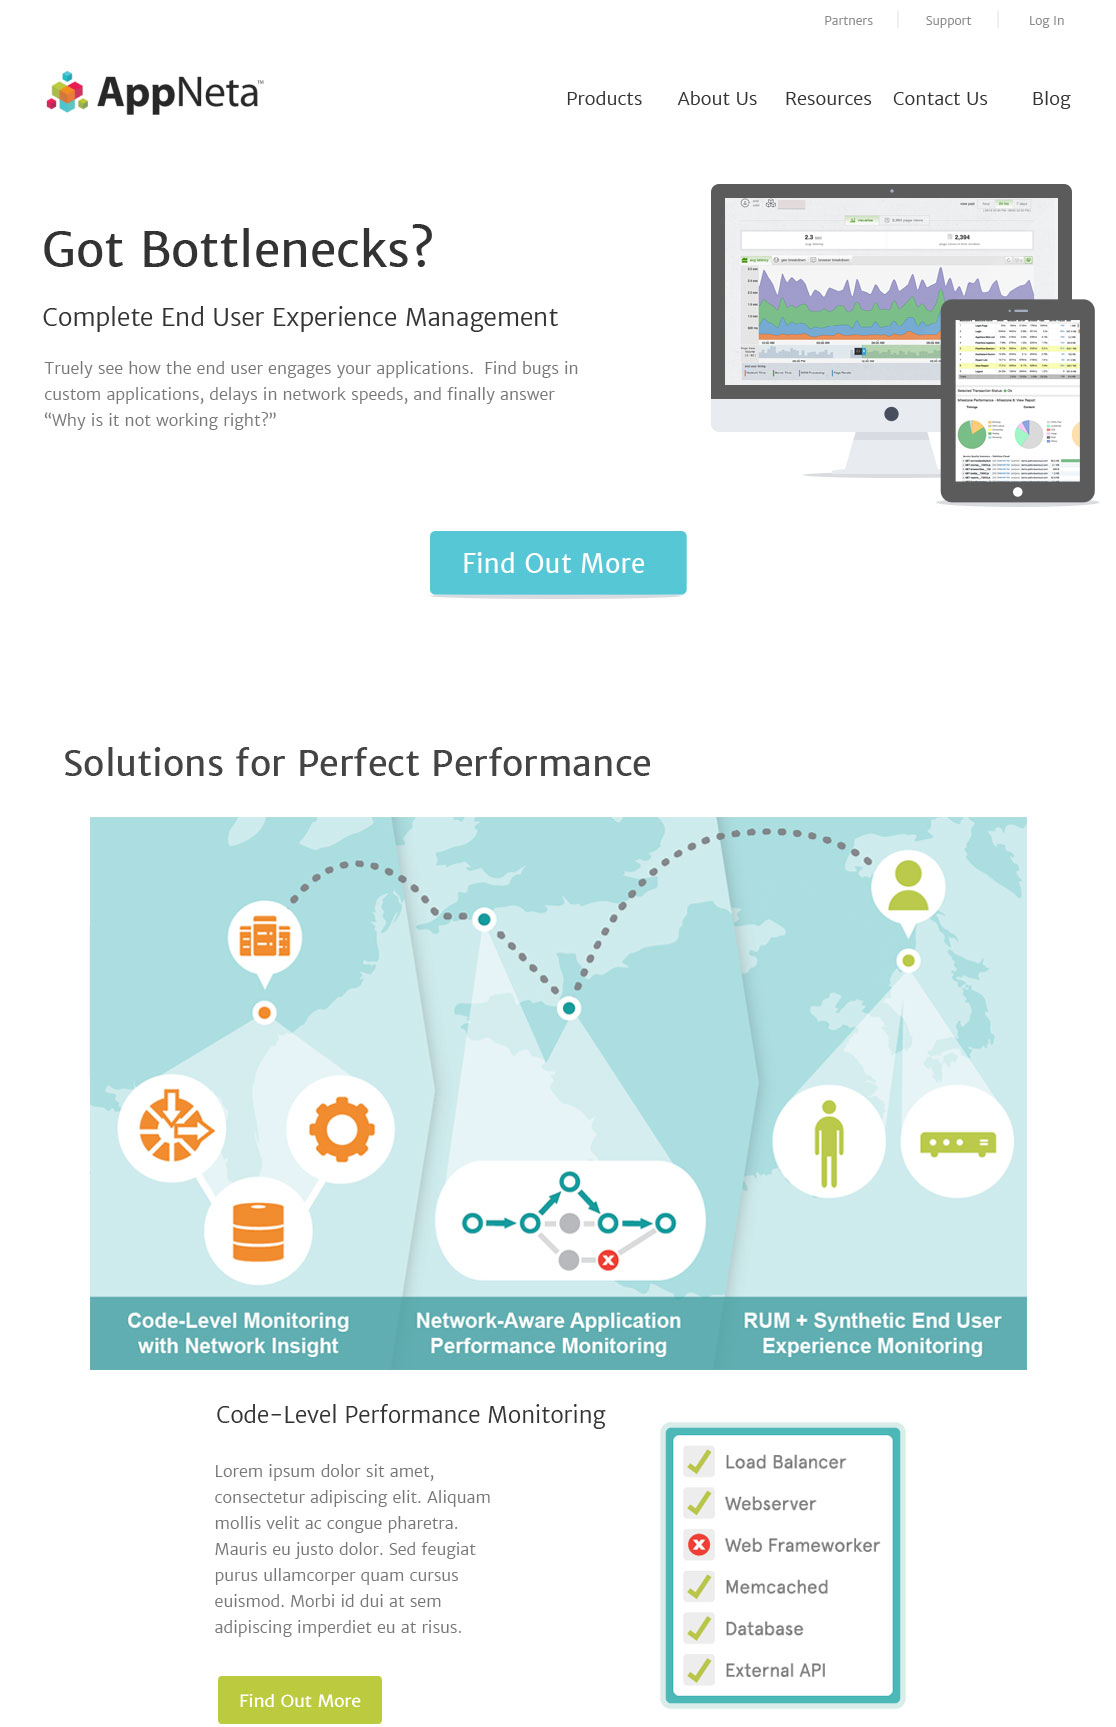 Partners
Support
Log In
AppNeta™
Products
About Us
Resources
Contact Us
Blog
Got Bottlenecks?
Complete End User Experience Management
Truely see how the end user engages your applications. Find bugs in
custom applications, delays in network speeds, and finally answer
“Why is it not working right?”
2,394
Find Out More
Solutions for Perfect Performance
Code-Level Monitoring
with Network Insight
Network-Aware Application
Performance Monitoring
RUM + Synthetic End User
Experience Monitoring
Code-Level Performance Monitoring
Lorem ipsum dolor sit amet,
consectetur adipiscing elit. Aliquam
mollis velit ac congue pharetra.
Mauris eu justo dolor. Sed feugiat
purus ullamcorper quam cursus
euismod. Morbi id dui at sem
adipiscing imperdiet eu at risus.
Find Out More
Load Balancer
Webserver
Web Frameworker
Memcached
Database
External API